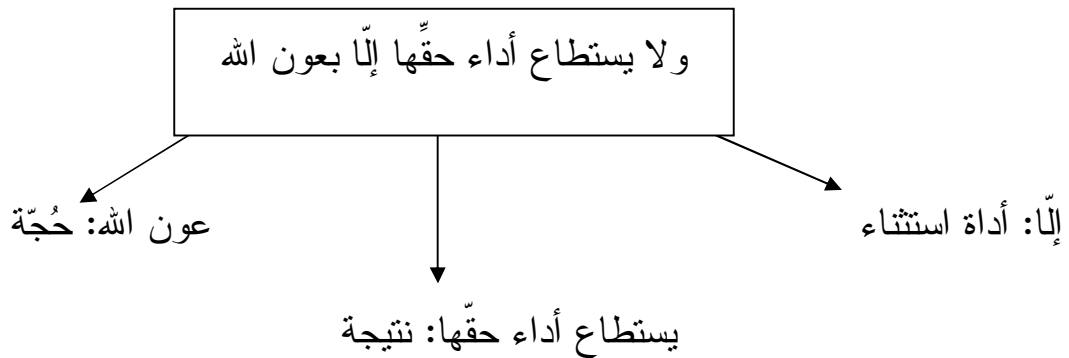 ولا يستطاع أداء حقِّها إلّا بعون الله
إلّا: أداة استثناء
عون الله: حُجّة
يستطاع أداء حقّها: نتيجة